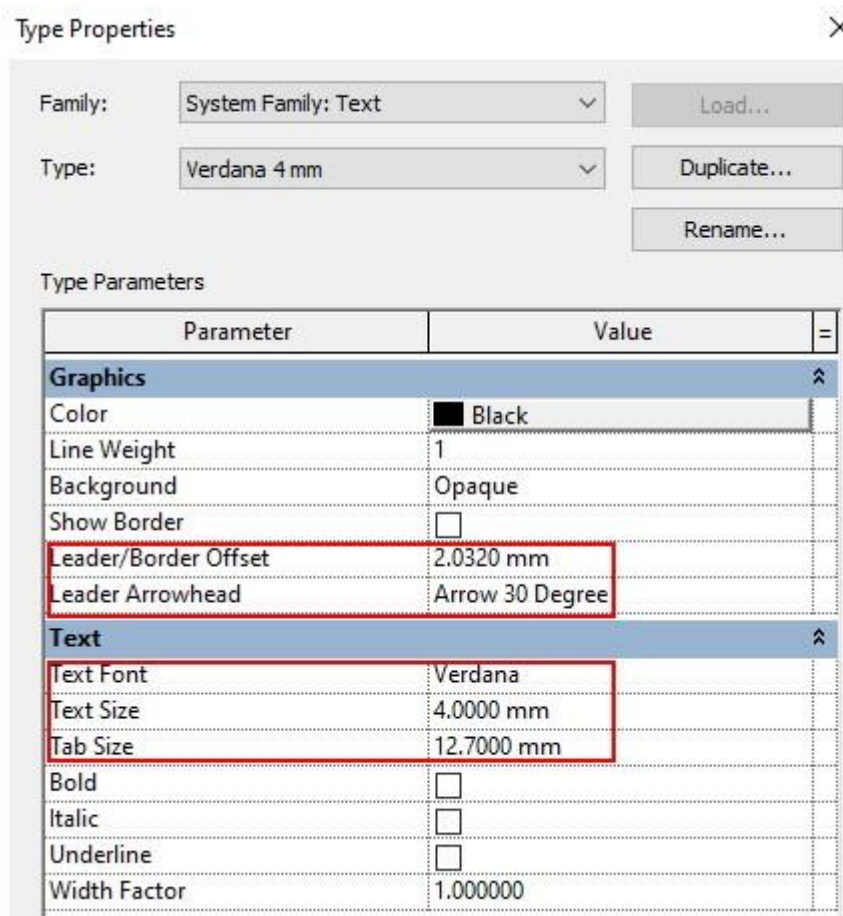 Type Properties
Family: System Family: Text Load...
Type: Verdana 4 mm Duplicate...
Rename...
Type Parameters
Parameter Value =
Graphics
Color Black
Line Weight 1
Background Opaque
Show Border
Leader/Border Offset 2.0320 mm
Leader Arrowhead Arrow 30 Degree
Text
Text Font Verdana
Text Size 4.0000 mm
Tab Size 12.7000 mm
Bold
Italic
Underline
Width Factor 1.000000